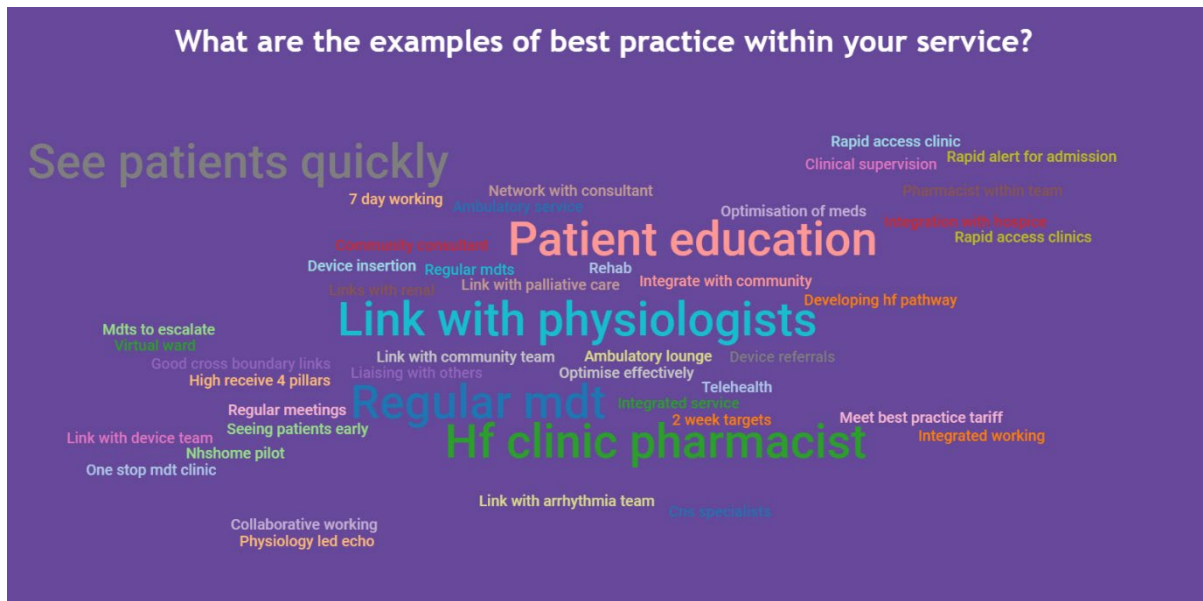 What are the examples of best practice within your service?
See patients quickly
Rapid access clinic
Clinical supervision
Rapid alert for admission
7 day working
Network with consultant
Ambulatory service
Pharmacist within team
Optimisation of meds
Integration with hospice
Community consultant
Patient education
Rapid access clinics
Device insertion
Regular mdts
Rehab
Links with renal
Link with palliative care
Integrate with community
Developing hf pathway
Link with physiologists
Mdts to escalate
Virtual ward
Good cross boundary links
Link with community team
Ambulatory lounge
Device referrals
High receive 4 pillars
Liaising with others
Optimise effectively
Telehealth
Regular meetings
Regular mdt
Integrated service
2 week targets
Meet best practice tariff
Seeing patients early
Link with device team
Hf clinic pharmacist
Integrated working
Nhshome pilot
One stop mdt clinic
Link with arrhythmia team
Cns specialists
Collaborative working
Physiology led echo